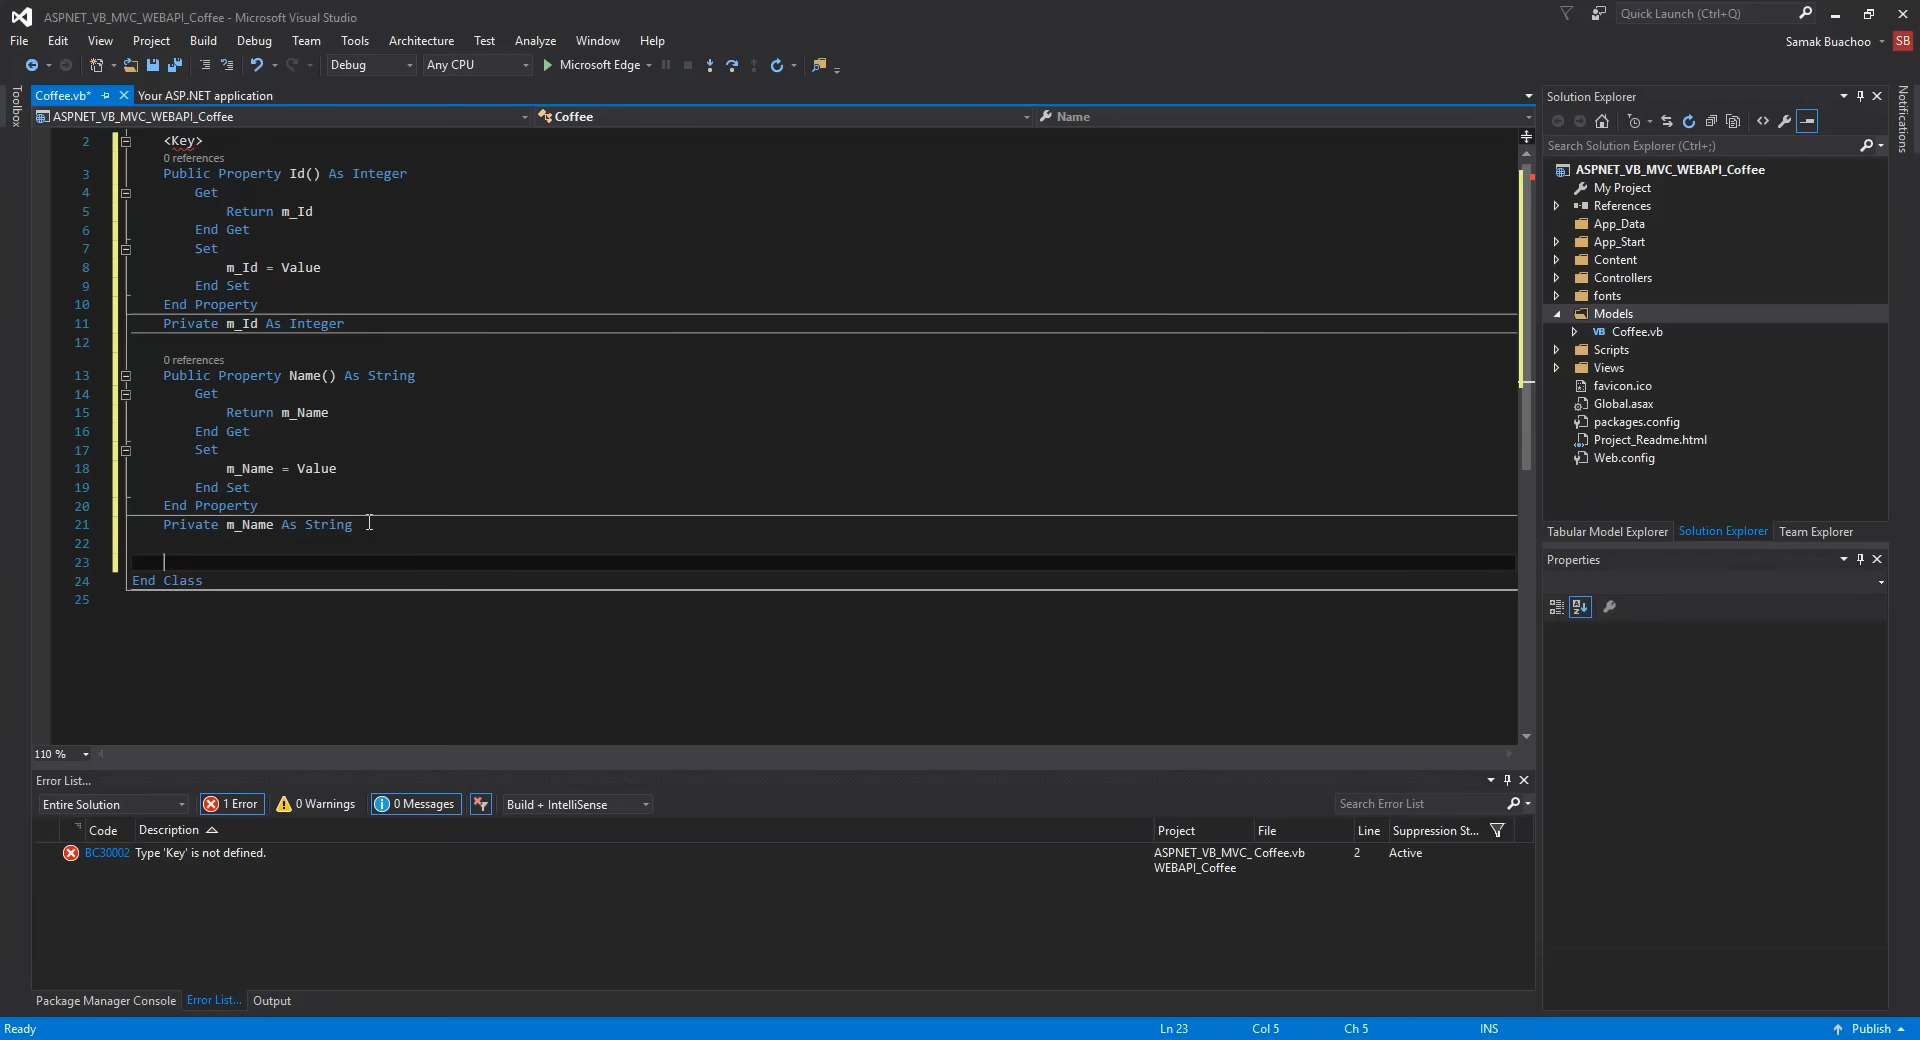 ASPNET_VB_MVC_WEBAPI_Coffee - Microsoft Visual Studio
Quick Launch (Ctrl+Q)
File Edit View Project Build Debug Team Tools Architecture Test Analyze Window Help
Samak Buachoo SB
Debug Any CPU Microsoft Edge
Toolbox
Coffee.vb* Your ASP.NET application
ASPNET_VB_MVC_WEBAPI_Coffee Coffee Name
2 <Key>
0 references
3 Public Property Id() As Integer
4 Get
5 Return m_Id
6 End Get
7 Set
8 m_Id = Value
9 End Set
10 End Property
11 Private m_Id As Integer
12
0 references
13 Public Property Name() As String
14 Get
15 Return m_Name
16 End Get
17 Set
18 m_Name = Value
19 End Set
20 End Property
21 Private m_Name As String
22
23
24 End Class
25
110 %
Solution Explorer
Search Solution Explorer (Ctrl+;)
ASPNET_VB_MVC_WEBAPI_Coffee
My Project
References
App_Data
App_Start
Content
Controllers
fonts
Models
VB Coffee.vb
Scripts
Views
favicon.ico
Global.asax
packages.config
Project_Readme.html
Web.config
Tabular Model Explorer Solution Explorer Team Explorer
Properties
Notifications
Error List...
Entire Solution 1 Error 0 Warnings 0 Messages Build + IntelliSense Search Error List
Code Description Project File Line Suppression St...
BC30002 Type 'Key' is not defined. ASPNET_VB_MVC_ Coffee.vb 2 Active
WEBAPI_Coffee
Package Manager Console Error List... Output
Ready Ln 23 Col 5 Ch 5 INS Publish